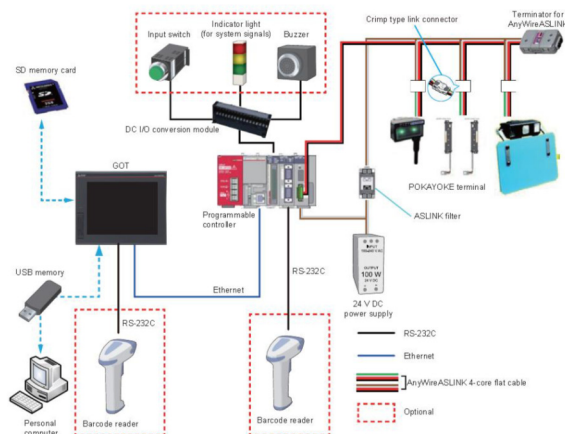 Indicator light
(for system signals)
Input switch
Buzzer
Crimp type link connector
Terminator for
AnyWireASLINK
SD memory card
DC I/O conversion module
GOT
Programmable
controller
POKAYOKE terminal
ASLINK filter
INPUT
OUTPUT
100 W
24 V DC
power supply
USB memory
Ethernet
RS-232C
RS-232C
RS-232C
Ethernet
AnyWireASLINK 4-core flat cable
Optional
Personal
computer
Barcode reader
Barcode reader